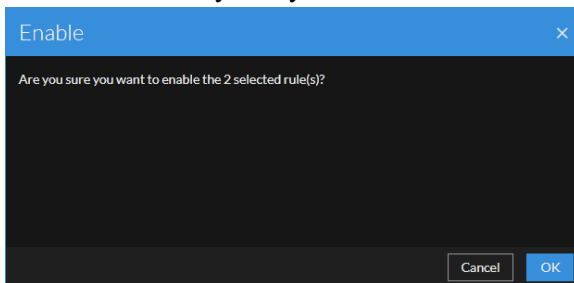 Enable
Are you sure you want to enable the 2 selected rule(s)?
Cancel
OK